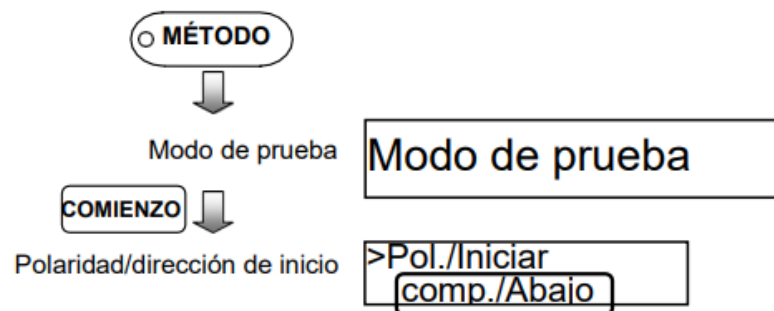 MÉTODO
Modo de prueba
Modo de prueba
COMIENZO
Polaridad/dirección de inicio
>Pol./Iniciar
comp./Abajo